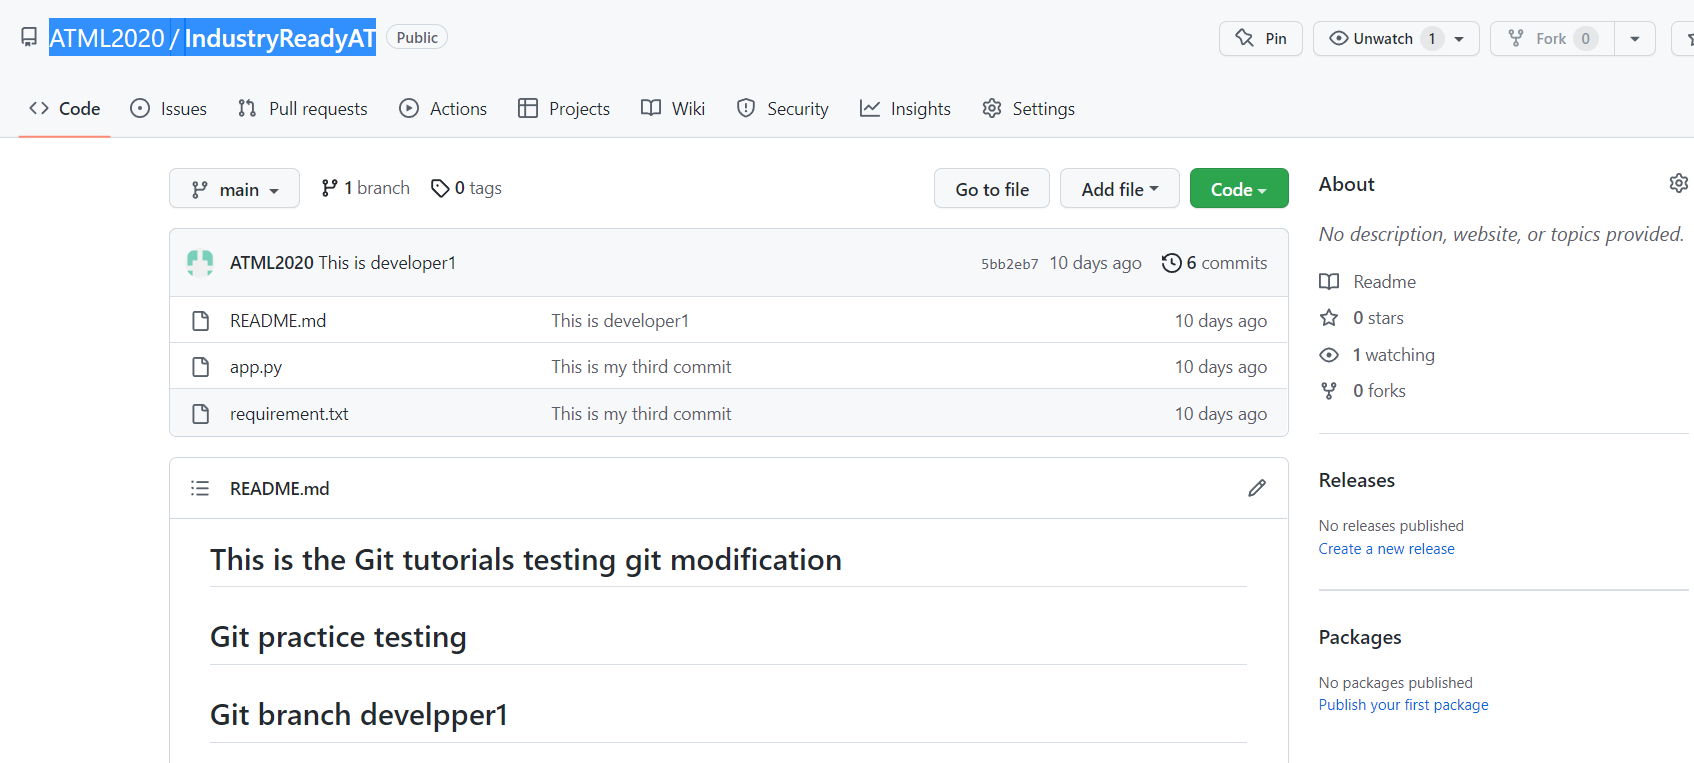 ATML2020 / IndustryReadyAT Public
Pin Unwatch 1 Fork 0
Code Issues Pull requests Actions Projects Wiki Security Insights Settings
main 1 branch 0 tags Go to file Add file Code
ATML2020 This is developer1 5bb2eb7 10 days ago 6 commits
README.md This is developer1 10 days ago
app.py This is my third commit 10 days ago
requirement.txt This is my third commit 10 days ago
README.md
This is the Git tutorials testing git modification
Git practice testing
Git branch develpper1
About
No description, website, or topics provided.
Readme
0 stars
1 watching
0 forks
Releases
No releases published
Create a new release
Packages
No packages published
Publish your first package